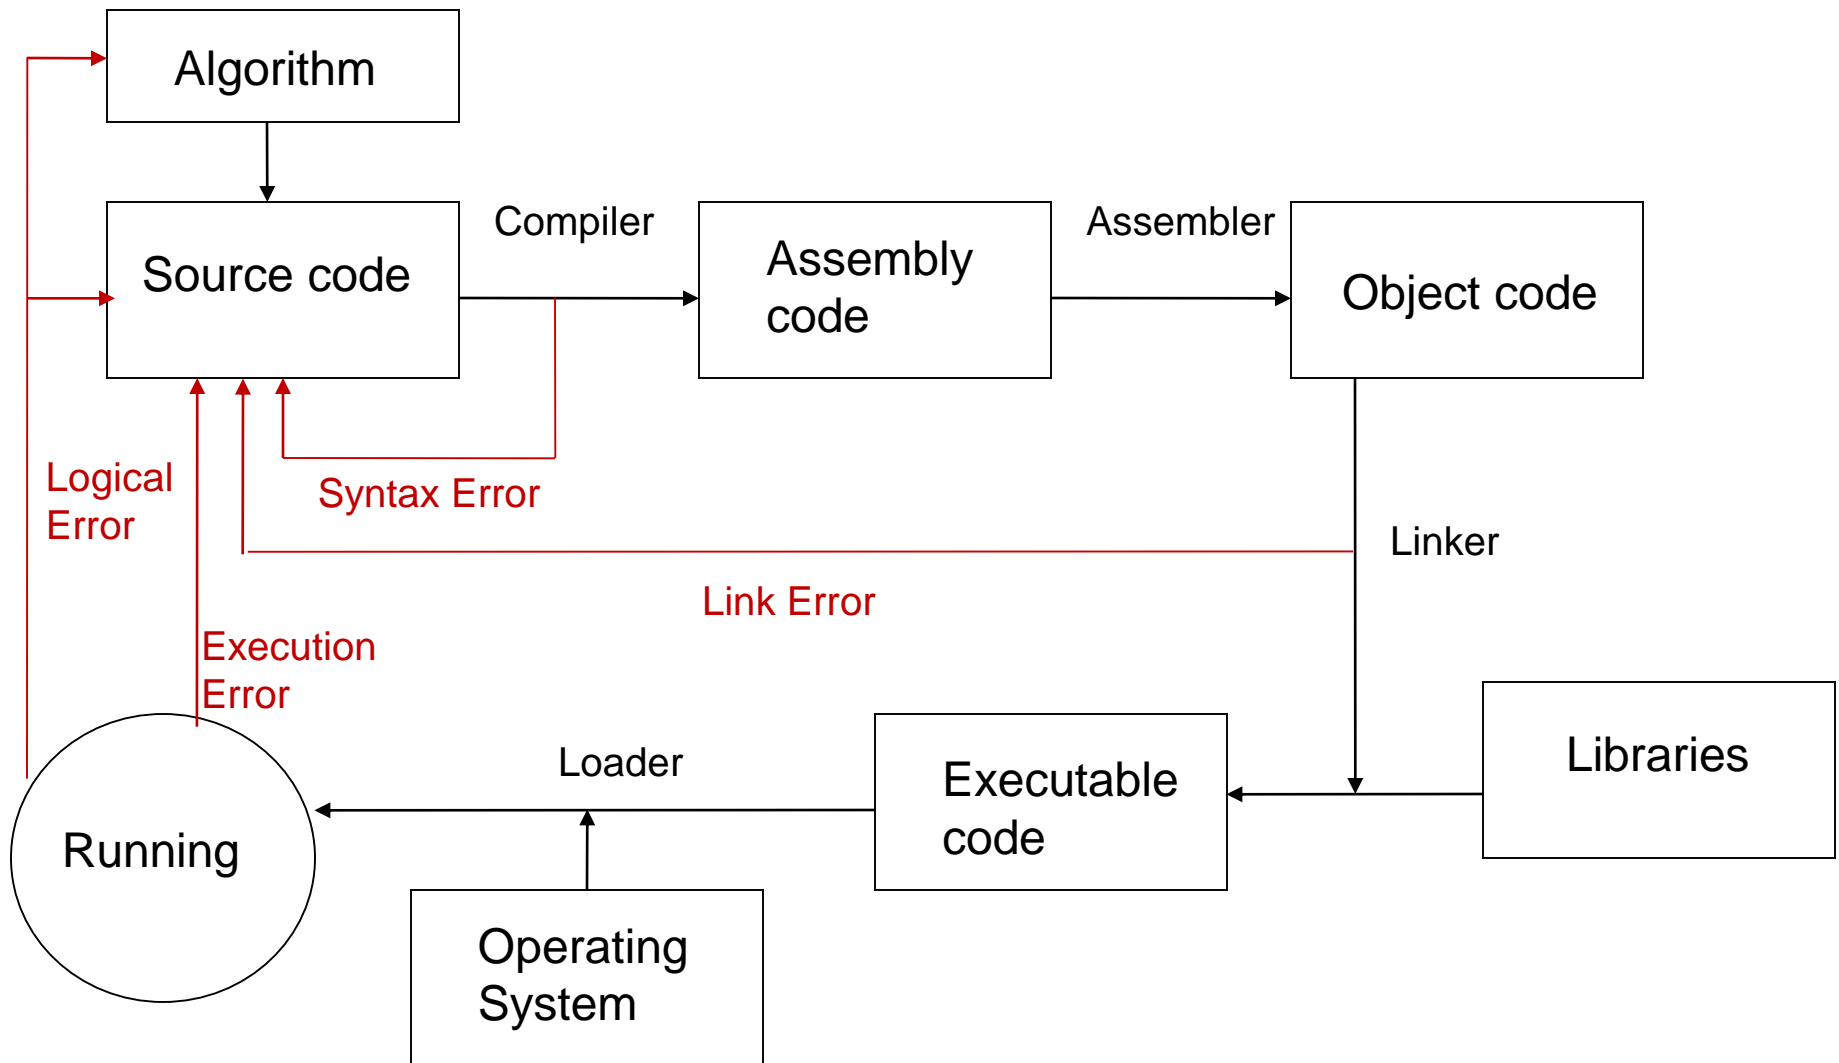 Algorithm
Compiler
Assembler
Source code
Assembly
code
Object code
Logical
Error
Syntax Error
Linker
Link Error
Execution
Error
Libraries
Loader
Executable
code
Running
Operating
System